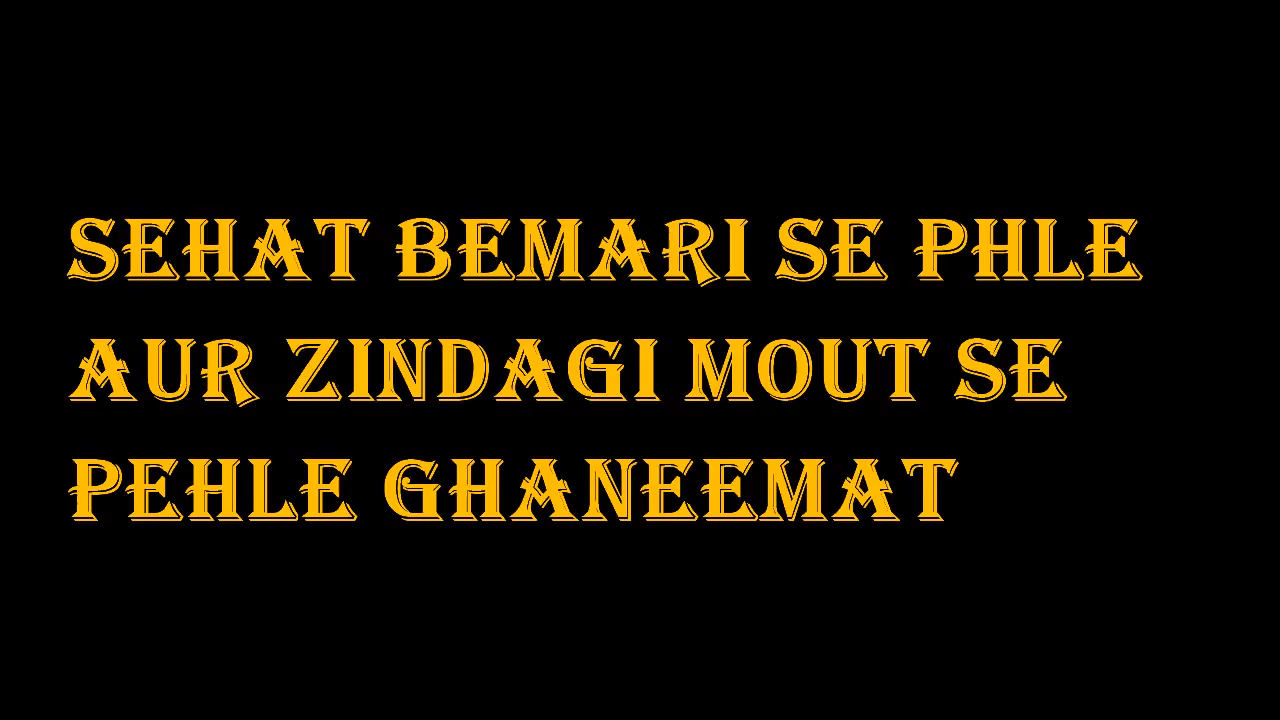 SEHAT BEMARI SE PHLE
AUR ZINDAGI MOUT SE
PEHLE GHANEEMAT